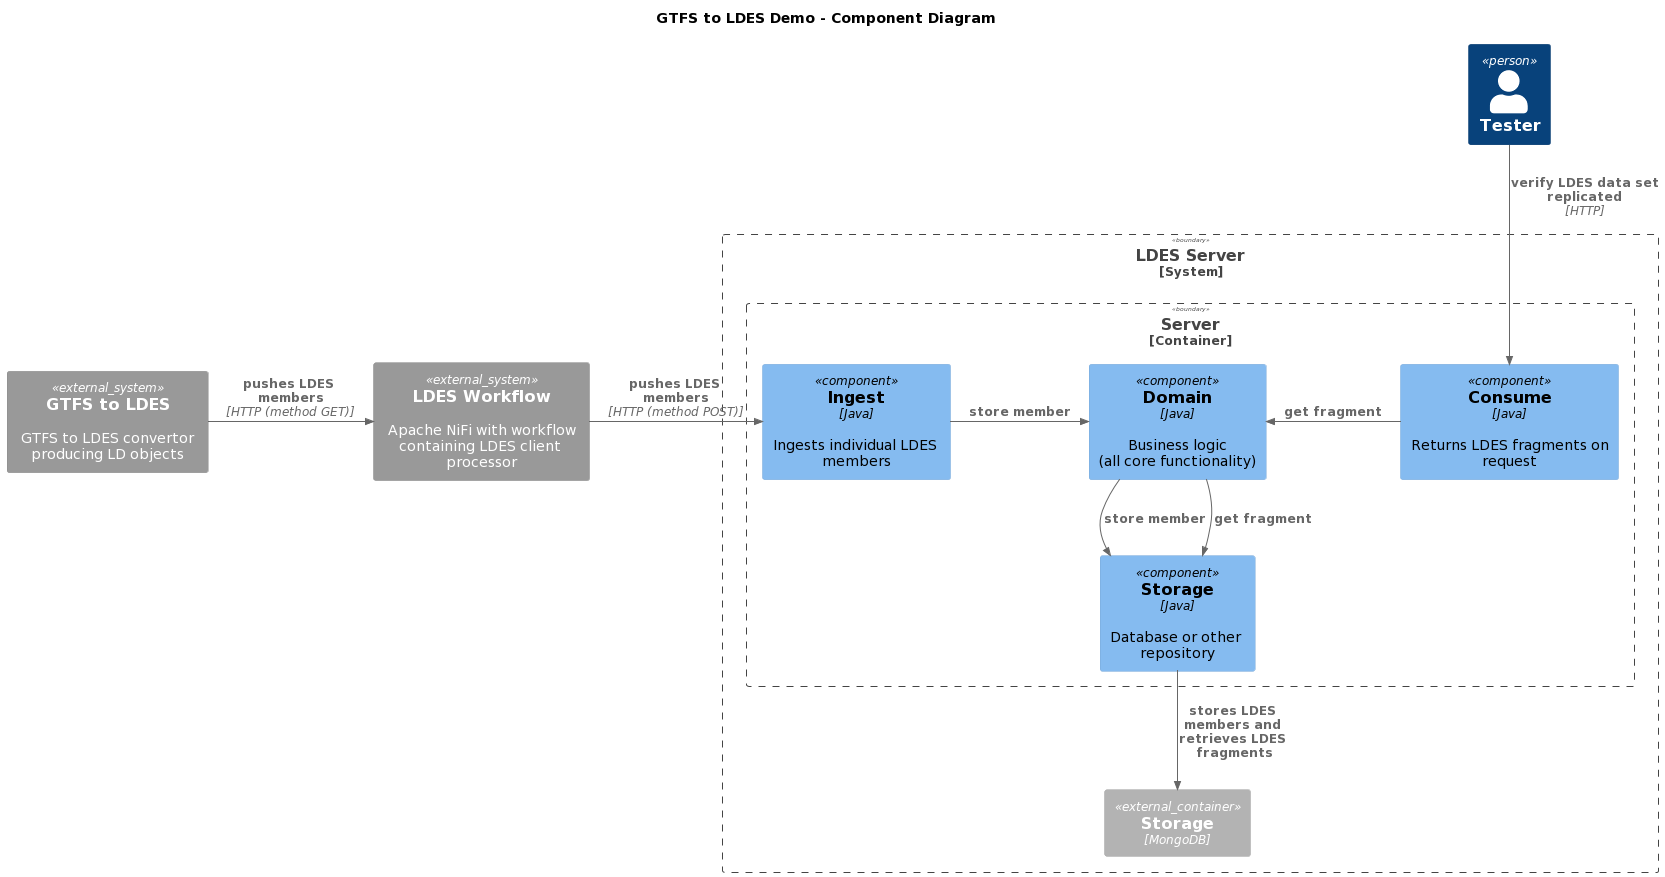 GTFS to LDES Demo - Component Diagram
«person»
Tester
verify LDES data set
replicated
[HTTP]
«boundary»
LDES Server
[System]
«boundary»
Server
[Container]
«external_system»
GTFS to LDES
GTFS to LDES convertor
producing LD objects
pushes LDES
members
[HTTP (method GET)]
«external_system»
LDES Workflow
Apache NiFi with workflow
containing LDES client
processor
pushes LDES
members
[HTTP (method POST)]
«component»
Ingest
[Java]
Ingests individual LDES
members
store member
«component»
Domain
[Java]
Business logic
(all core functionality)
get fragment
«component»
Consume
[Java]
Returns LDES fragments on
request
store member
get fragment
«component»
Storage
[Java]
Database or other
repository
stores LDES
members and
retrieves LDES
fragments
«external_container»
Storage
[MongoDB]